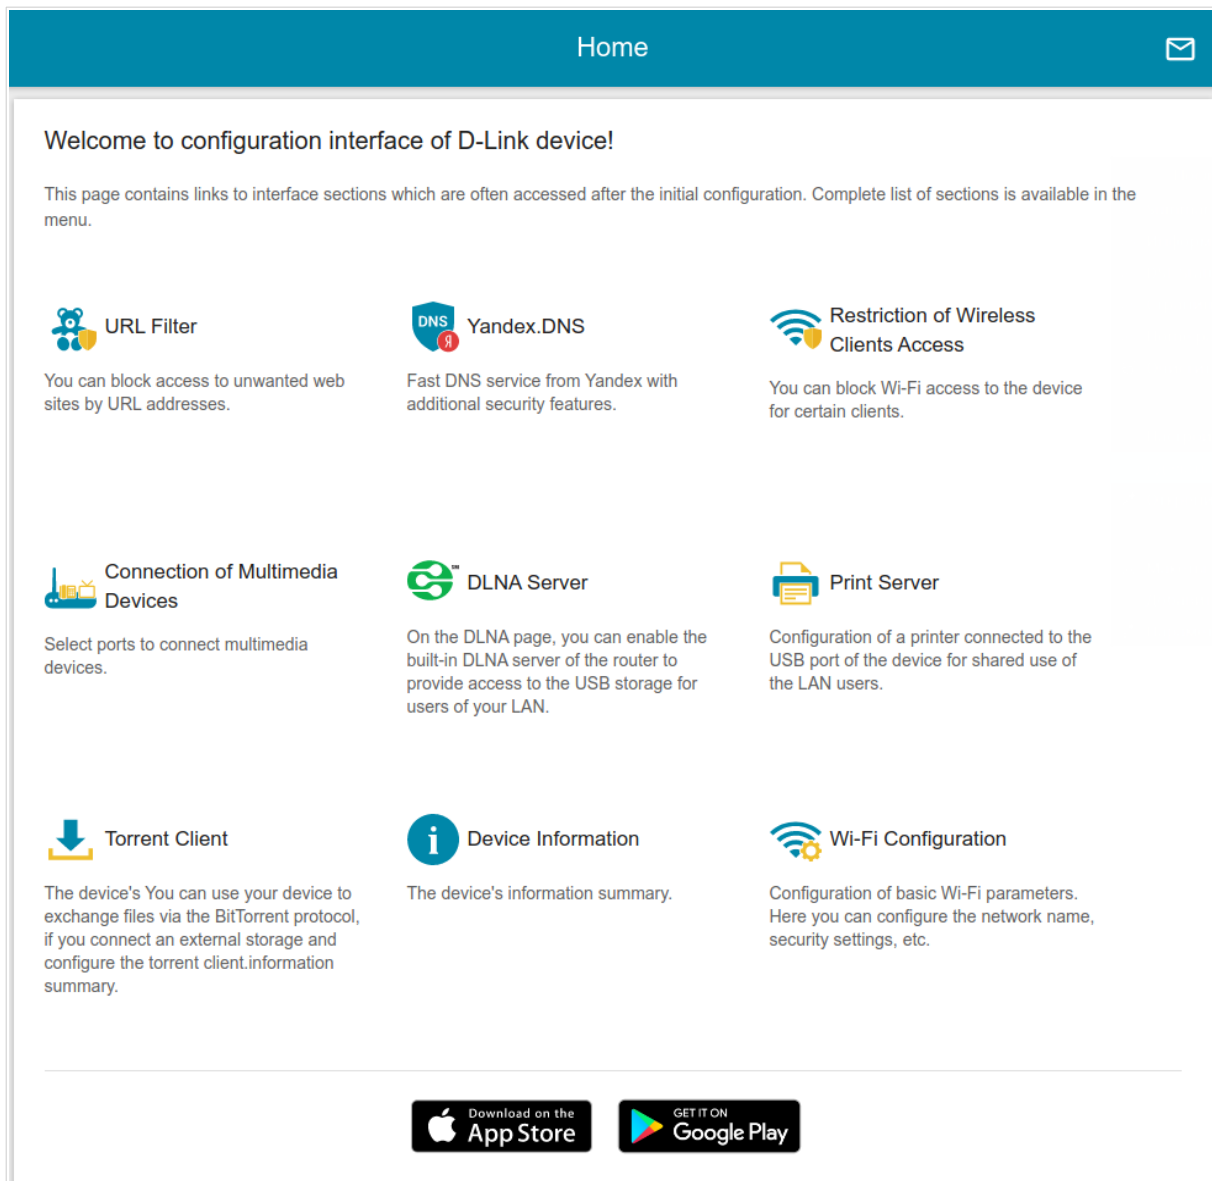 Home
Welcome to configuration interface of D-Link device!
This page contains links to interface sections which are often accessed after the initial configuration. Complete list of sections is available in the
menu.
URL Filter
You can block access to unwanted web
sites by URL addresses.
DNS
Я
Yandex.DNS
Fast DNS service from Yandex with
additional security features.
Restriction of Wireless
Clients Access
You can block Wi-Fi access to the device
for certain clients.
Connection of Multimedia
Devices
Select ports to connect multimedia
devices.
DLNA Server
On the DLNA page, you can enable the
built-in DLNA server of the router to
provide access to the USB storage for
users of your LAN.
Print Server
Configuration of a printer connected to the
USB port of the device for shared use of
the LAN users.
Torrent Client
The device's You can use your device to
exchange files via the BitTorrent protocol,
if you connect an external storage and
configure the torrent client.information
summary.
Device Information
The device's information summary.
Wi-Fi Configuration
Configuration of basic Wi-Fi parameters.
Here you can configure the network name,
security settings, etc.
Download on the
App Store
GET IT ON
Google Play